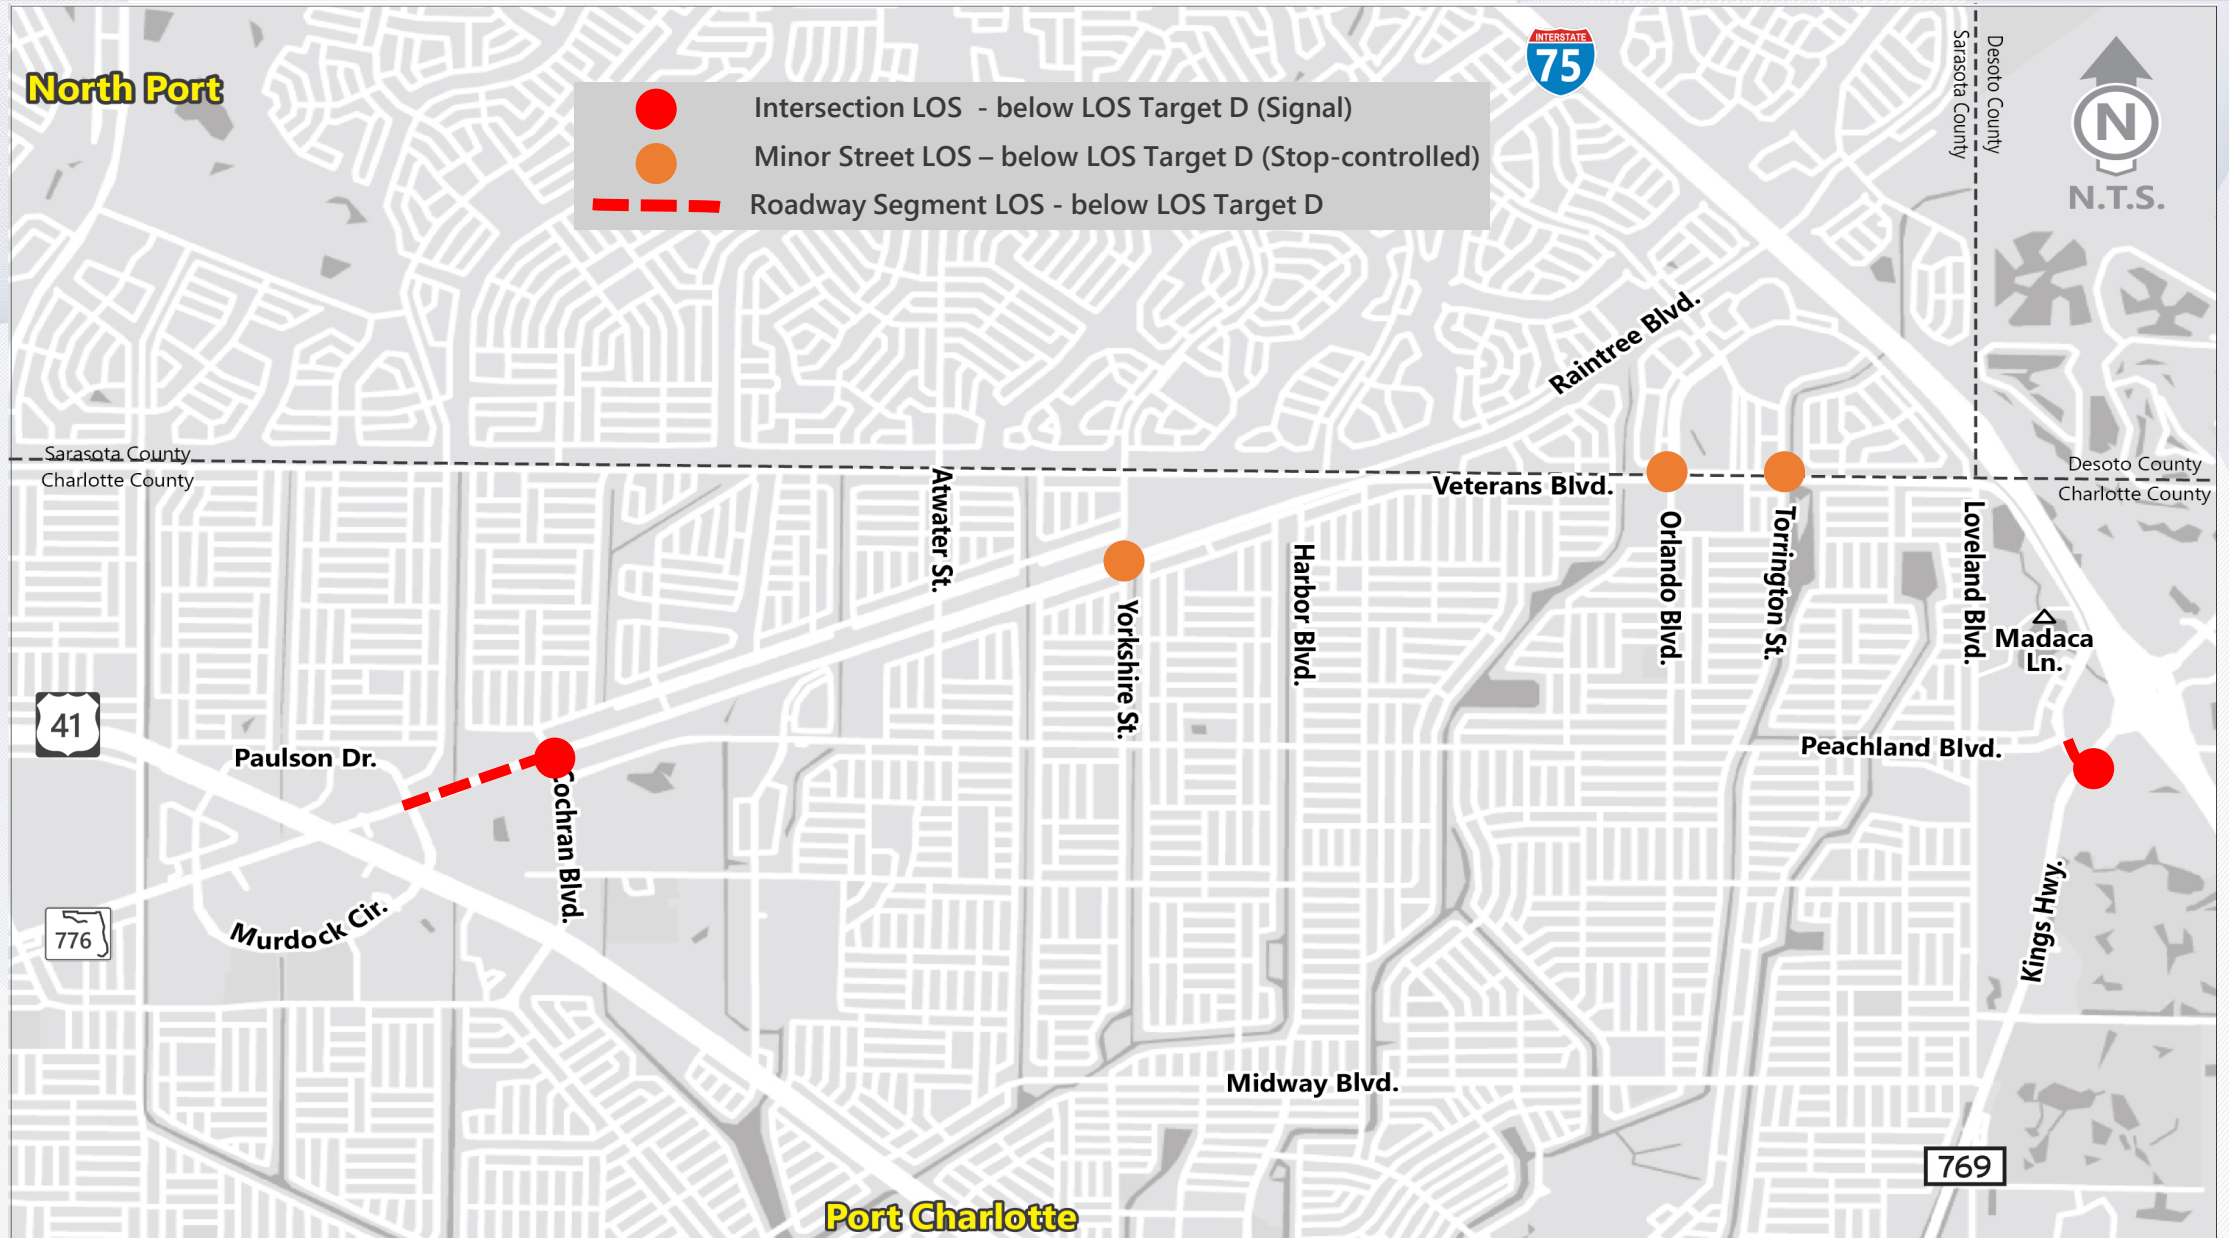 North Port
INTERSTATE
75
Intersection LOS - below LOS Target D (Signal)
Minor Street LOS – below LOS Target D (Stop-controlled)
Roadway Segment LOS - below LOS Target D
Sarasota County
Desoto County
N
N.T.S.
Raintree Blvd.
Sarasota County
Charlotte County
Desoto County
Charlotte County
Veterans Blvd.
Atwater St.
Yorkshire St.
Harbor Blvd.
Orlando Blvd.
Torrington St.
Loveland Blvd.
Madaca
Ln.
41
Paulson Dr.
Peachland Blvd.
Cochran Blvd.
776
Murdock Cir.
Kings Hwy.
Midway Blvd.
769
Port Charlotte